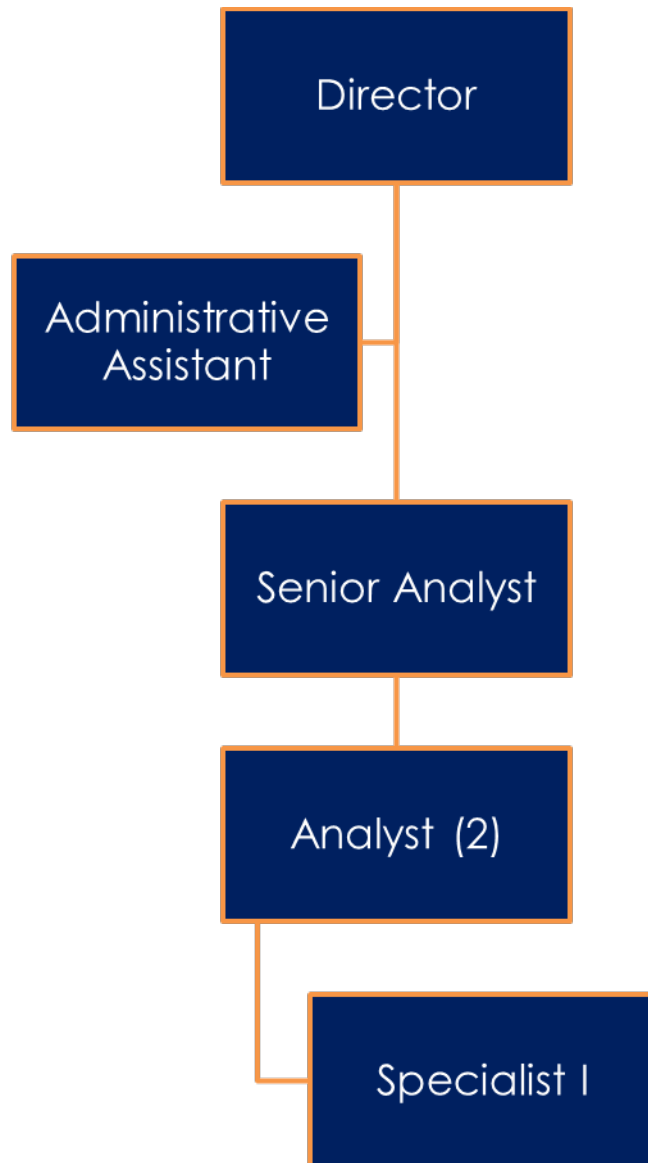 Director
Administrative
Assistant
Senior Analyst
Analyst (2)
Specialist I